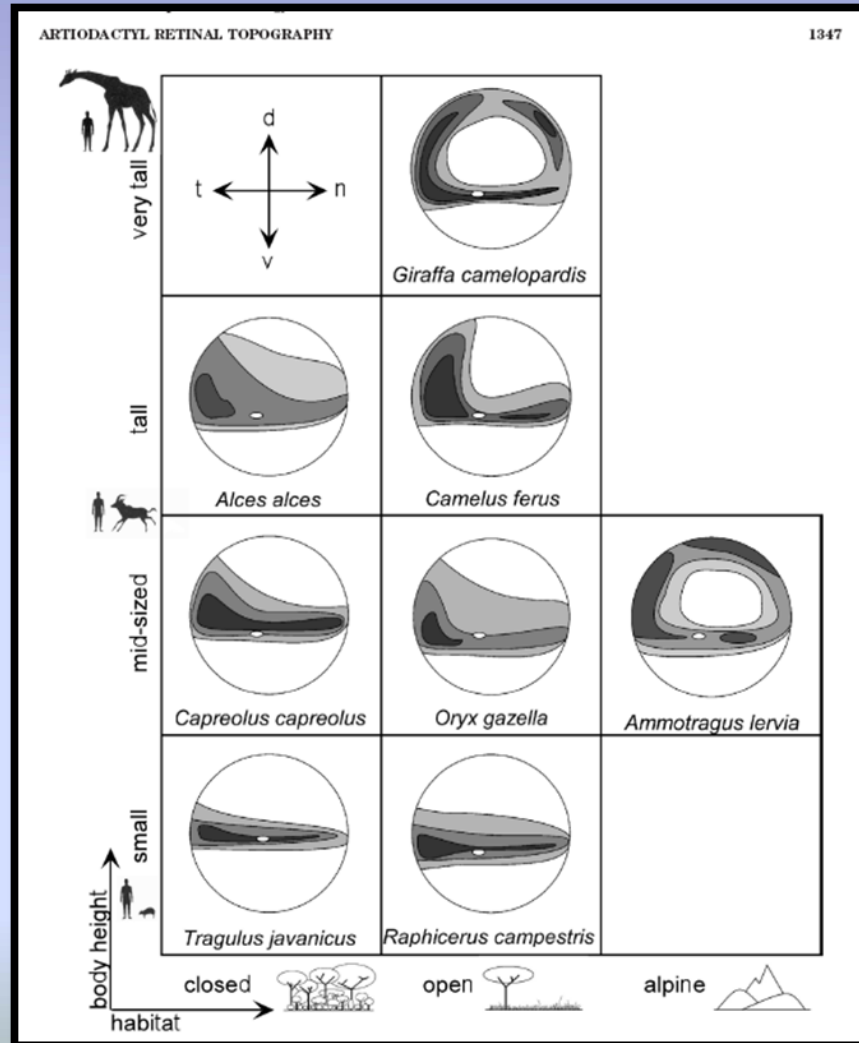 ARTIODACTYL RETINAL TOPOGRAPHY 1347
very tall
d
t n
v
Giraffa camelopardis
tall
Alces alces Camelus ferus
mid-sized
Capreolus capreolus Oryx gazella Ammotragus lervia
small
Tragulus javanicus Raphicerus campestris
body height
closed open alpine
habitat